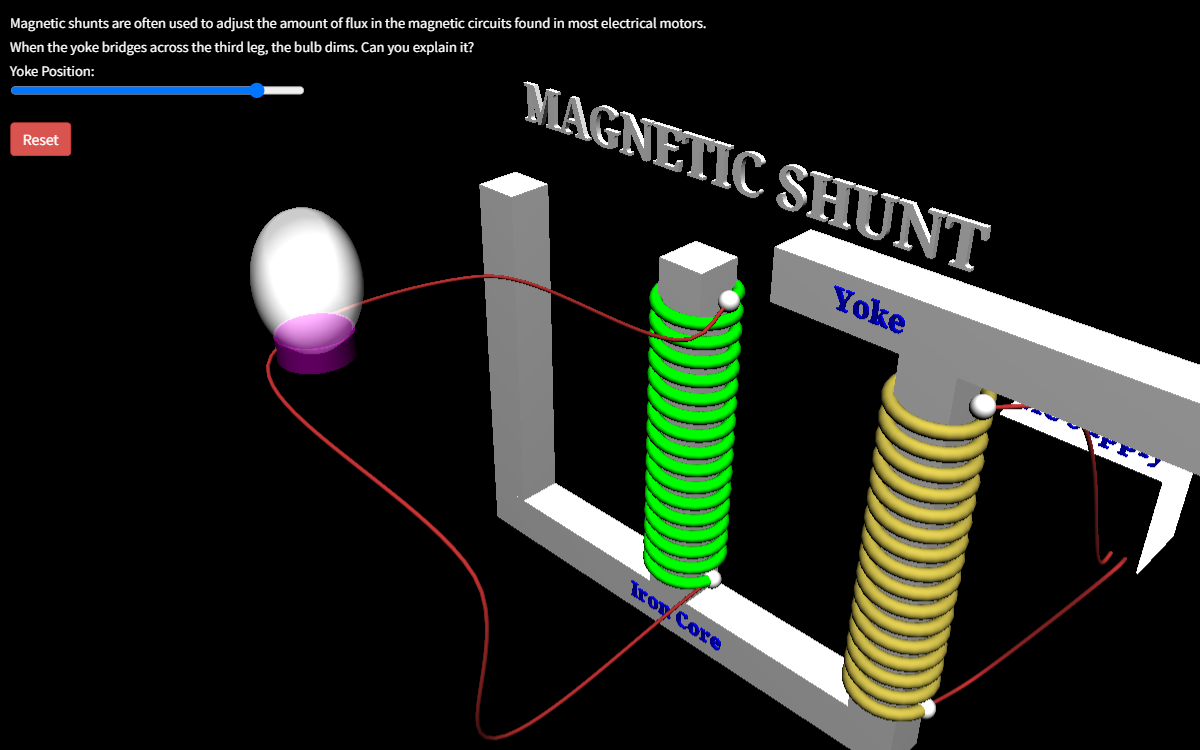 Magnetic shunts are often used to adjust the amount of flux in the magnetic circuits found in most electrical motors.
When the yoke bridges across the third leg, the bulb dims. Can you explain it?
Yoke Position:
Reset
MAGNETIC SHUNT
Yoke
Iron Core